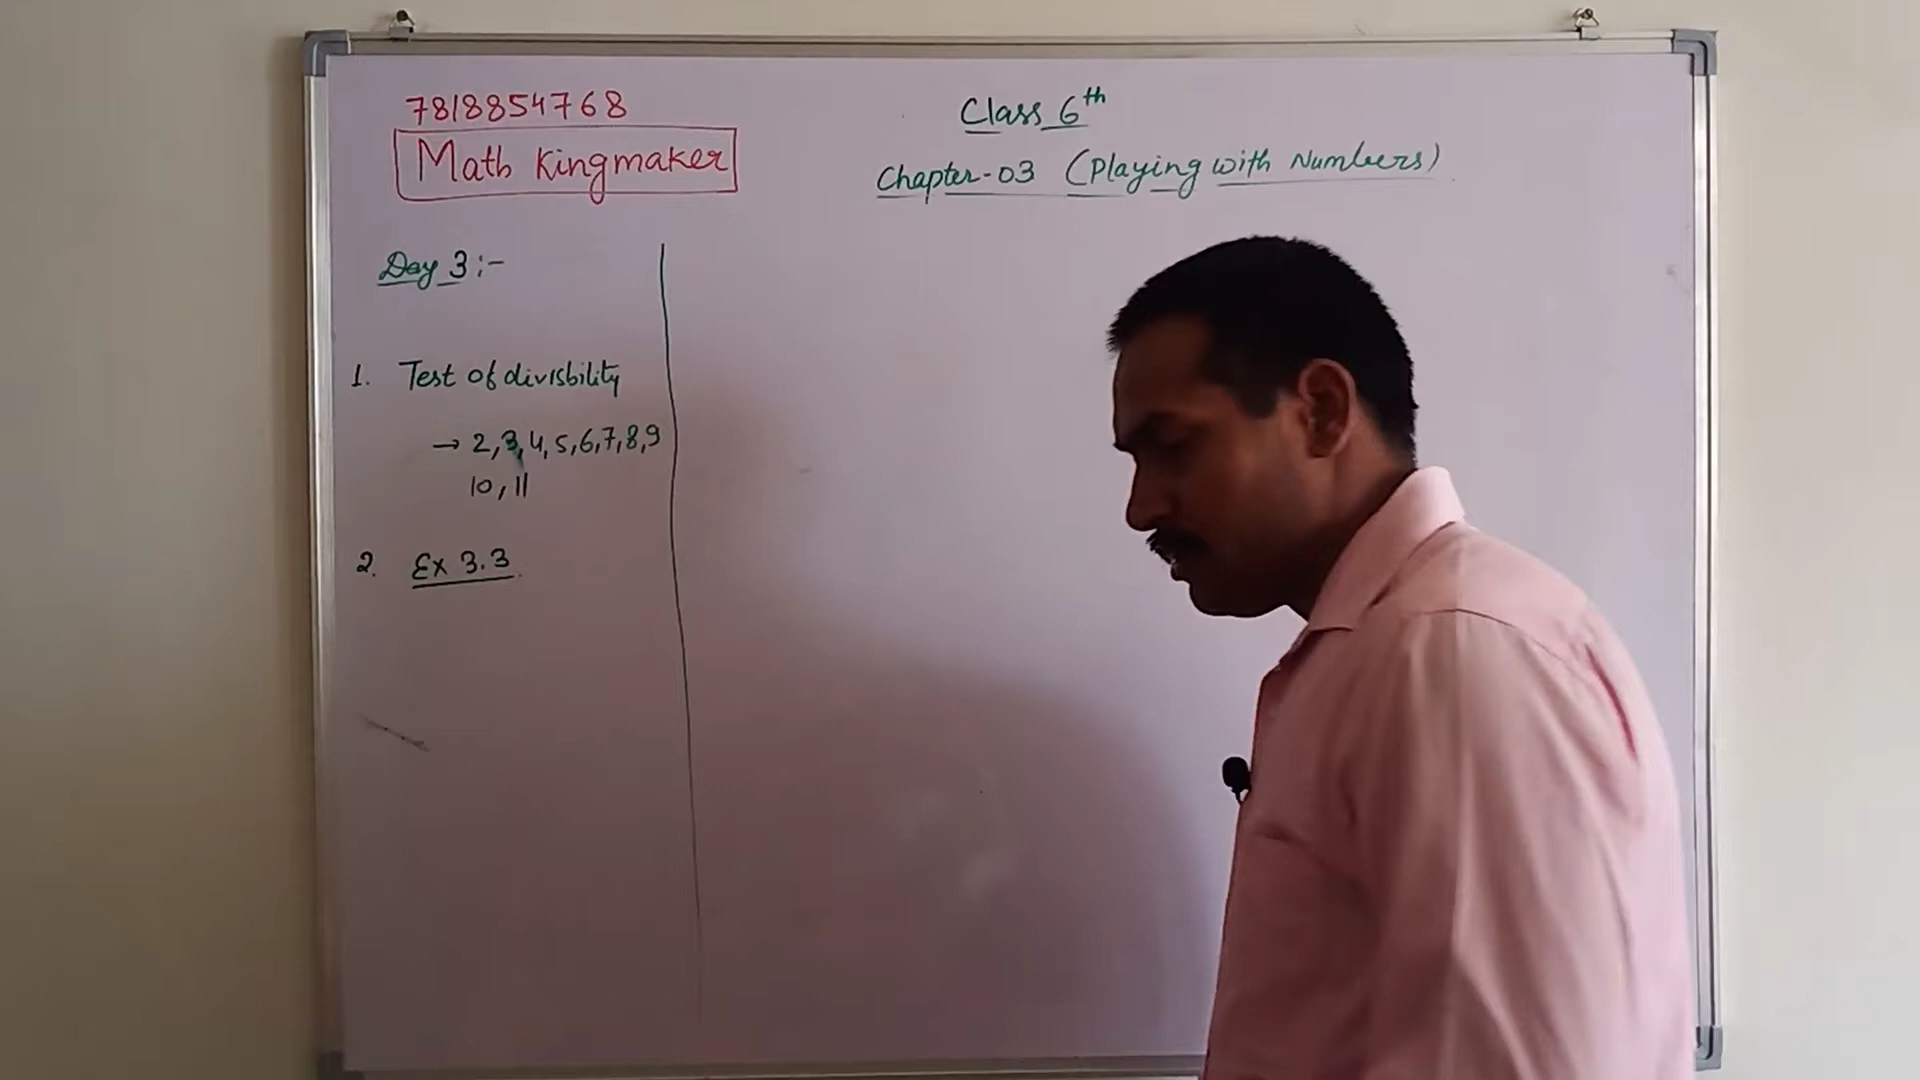 7818854768
Math Kingmaker
Class 6th
Chapter-03 (Playing with Numbers)
Day 3:-
1. Test of divisbility
→ 2,3,4,5,6,7,8,9
10,11
2. Ex 3.3